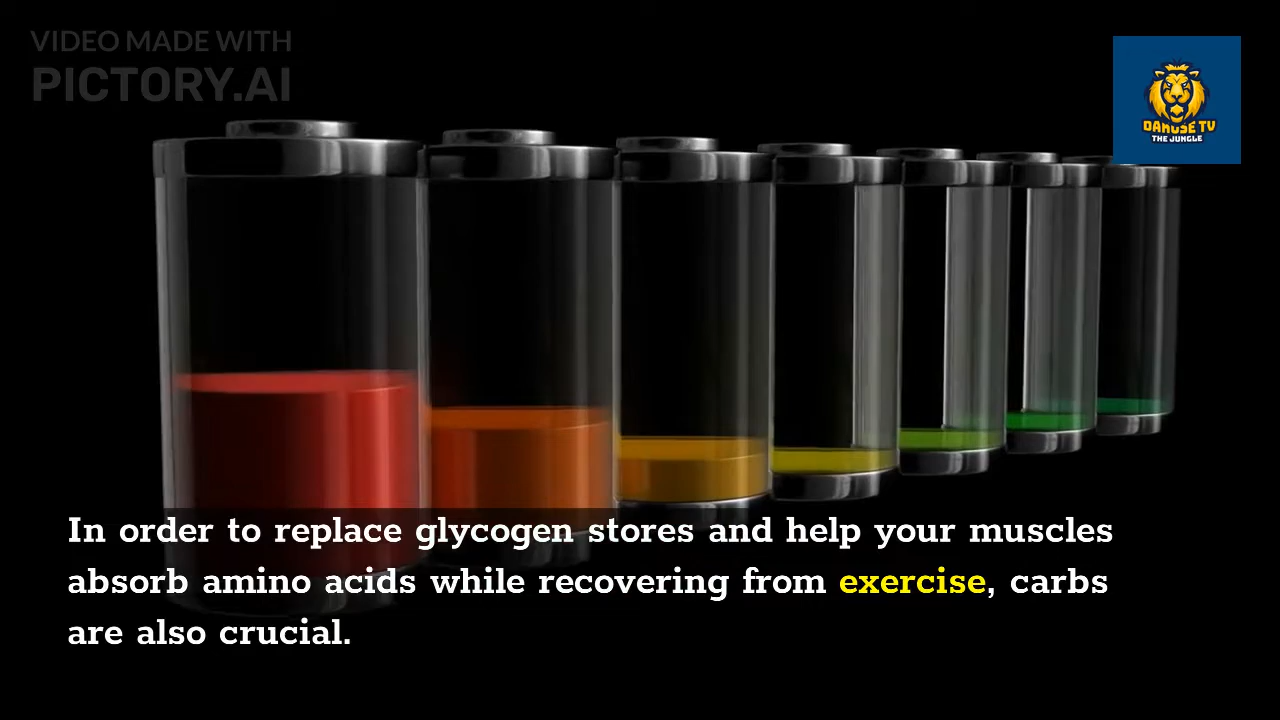 VIDEO MADE WITH
PICTORY.AI
DAMUSE TV
THE JUNGLE
In order to replace glycogen stores and help your muscles
absorb amino acids while recovering from exercise, carbs
are also crucial.